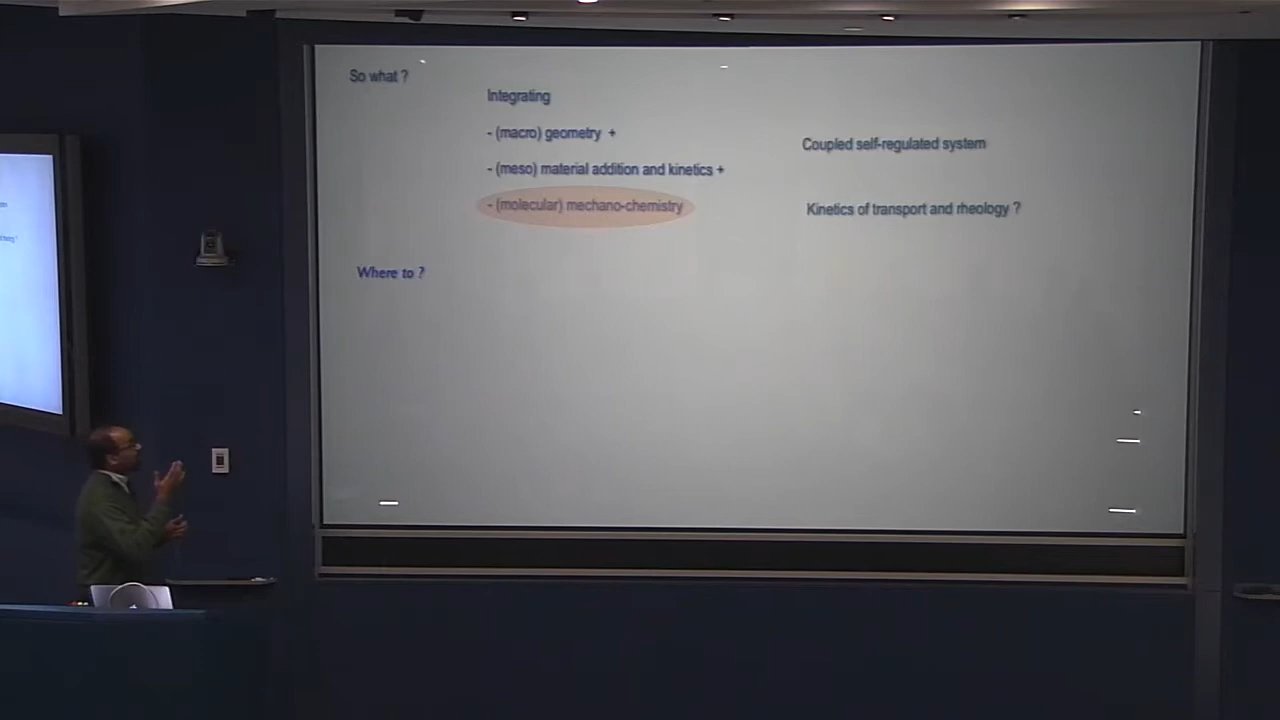 So what ?
Integrating
- (macro) geometry +
Coupled self-regulated system
- (meso) material addition and kinetics +
- (molecular) mechano-chemistry
Kinetics of transport and rheology ?
Where to ?